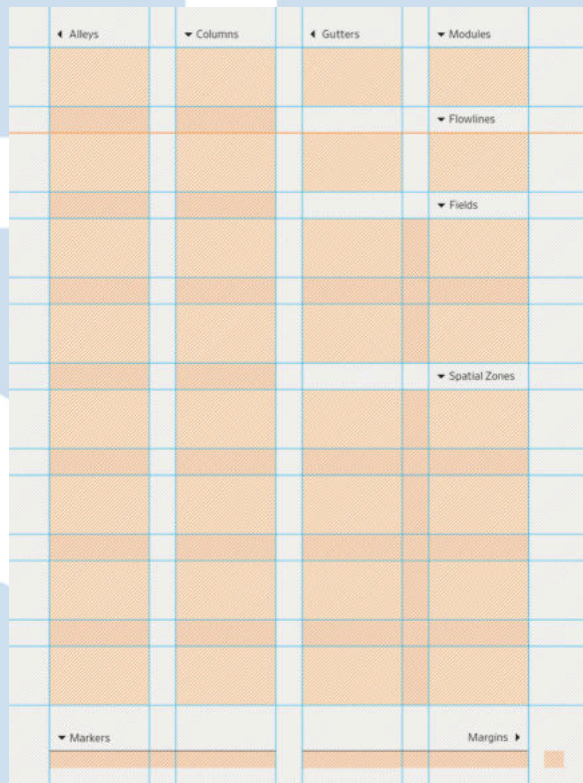 Alleys
Columns
Gutters
Modules
Flowlines
Fields
Spatial Zones
Markers
Margins